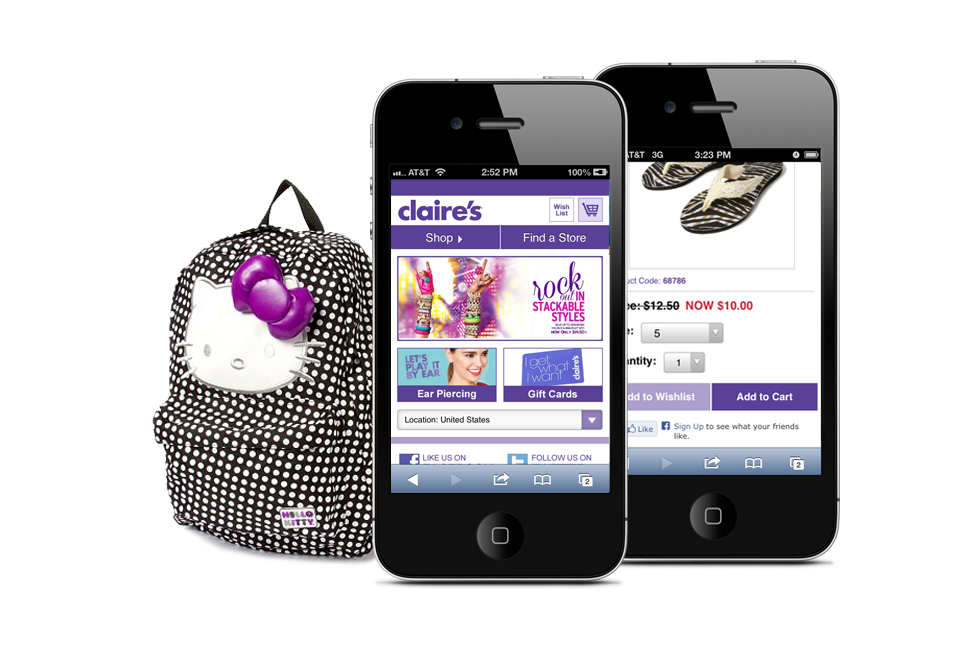 AT&T
2:52 PM
100%
claire's
Wish
List
Shop
Find a Store
rock
out IN
STACKABLE
STYLES
NOW ONLY
LET'S
PLAY IT
BY EAR
Ear Piercing
I get
what I
want
claire's
Gift Cards
Location: United States
LIKE US ON
FOLLOW US ON
2
HELLO
KITTY
AT&T 3G
3:23 PM
uct Code: 68786
e: $12.50 NOW $10.00
e:
5
antity:
1
dd to Wishlist
Add to Cart
Like
Sign Up to see what your friends
like.
2